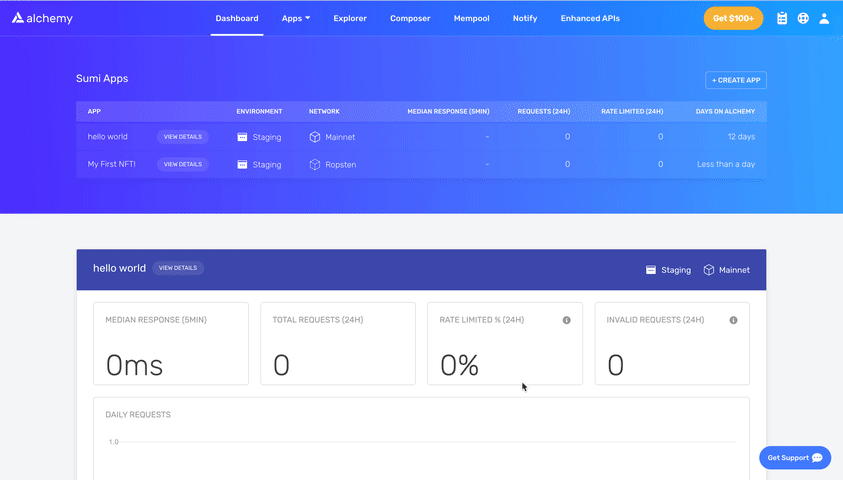 alchemy Dashboard Apps Explorer Composer Mempool Notify Enhanced APIs Get $100+
Sumi Apps + CREATE APP
APP ENVIRONMENT NETWORK MEDIAN RESPONSE (5MIN) REQUESTS (24H) RATE LIMITED (24H) DAYS ON ALCHEMY
hello world VIEW DETAILS Staging Mainnet - 0 0 12 days
My First NFT! VIEW DETAILS Staging Ropsten - 0 0 Less than a day
hello world VIEW DETAILS Staging Mainnet
MEDIAN RESPONSE (5MIN) TOTAL REQUESTS (24H) RATE LIMITED % (24H) INVALID REQUESTS (24H)
0ms 0 0% 0
DAILY REQUESTS
1.0
Get Support